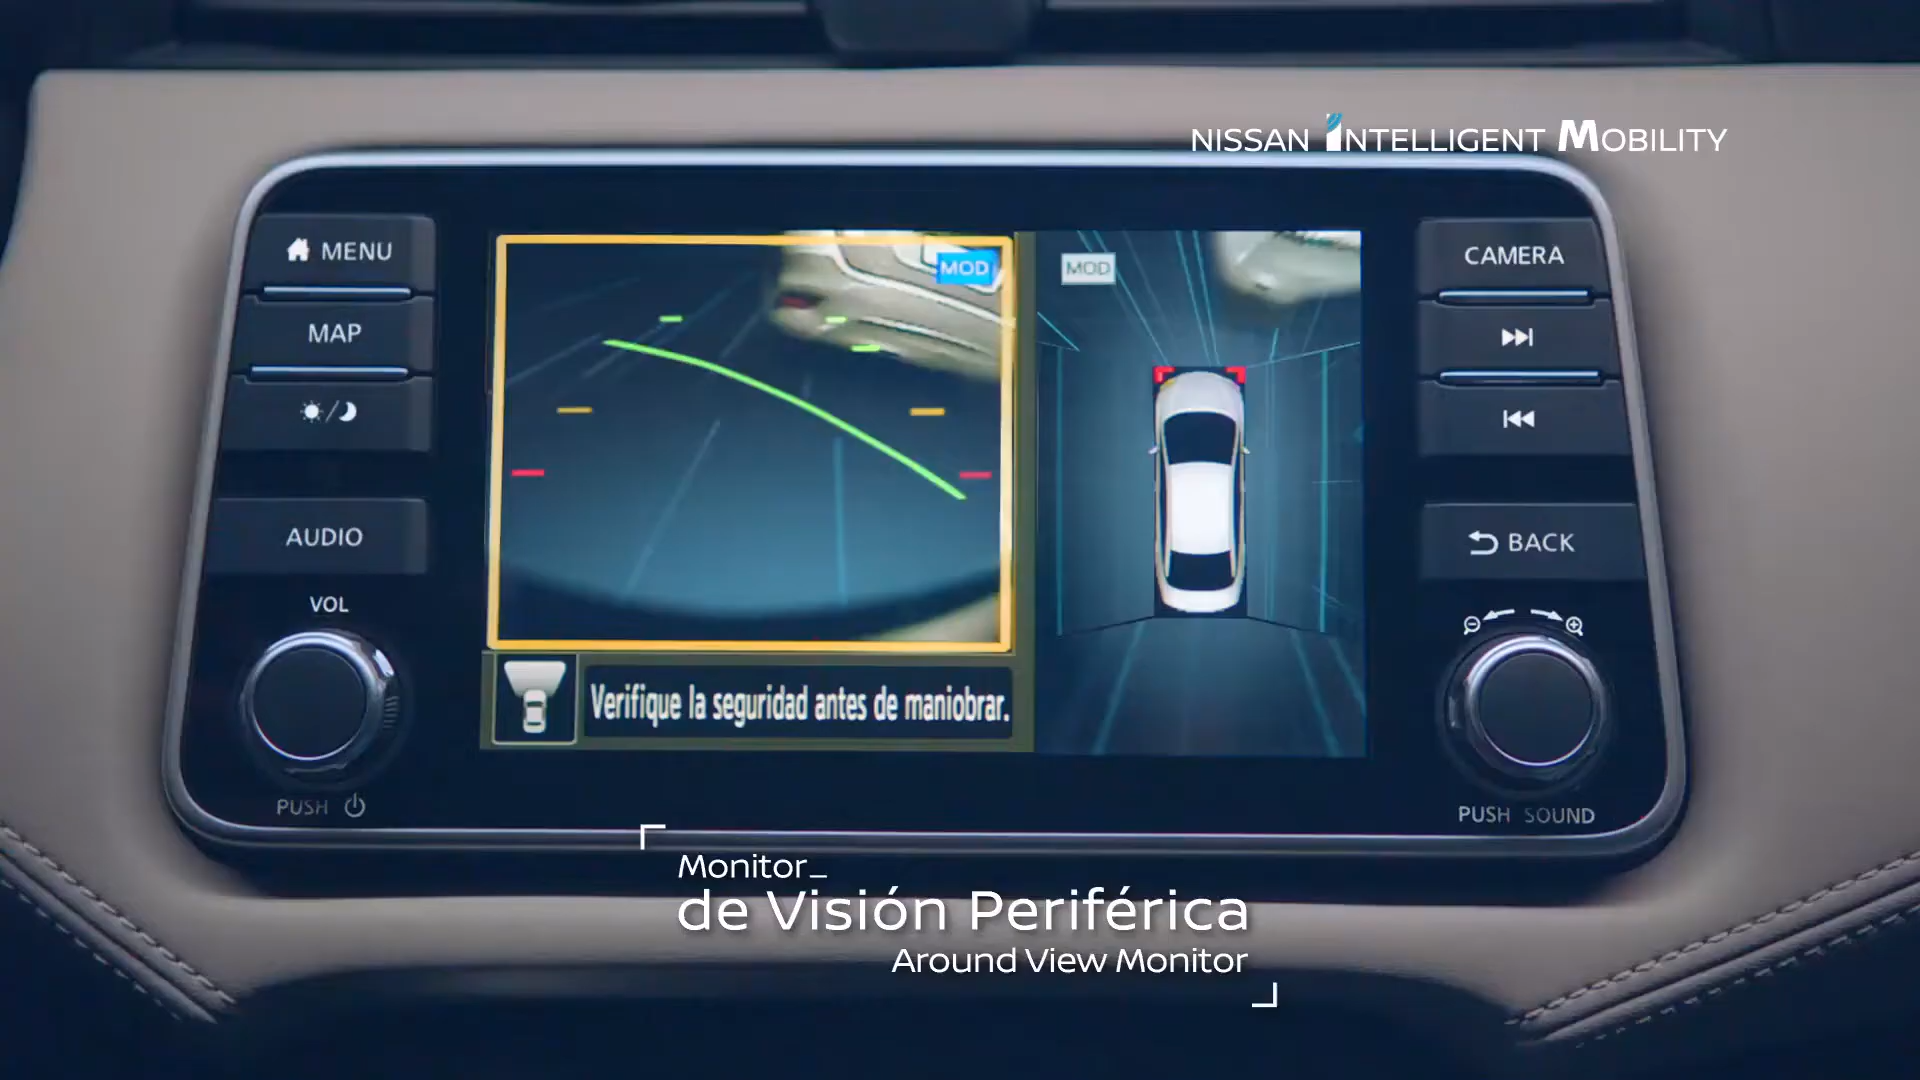 NISSAN INTELLIGENT MOBILITY
MENU
MAP
AUDIO
VOL
PUSH
MOD
MOD
Verifique la seguridad antes de maniobrar.
CAMERA
BACK
PUSH SOUND
Monitor_
de Visión Periférica
Around View Monitor